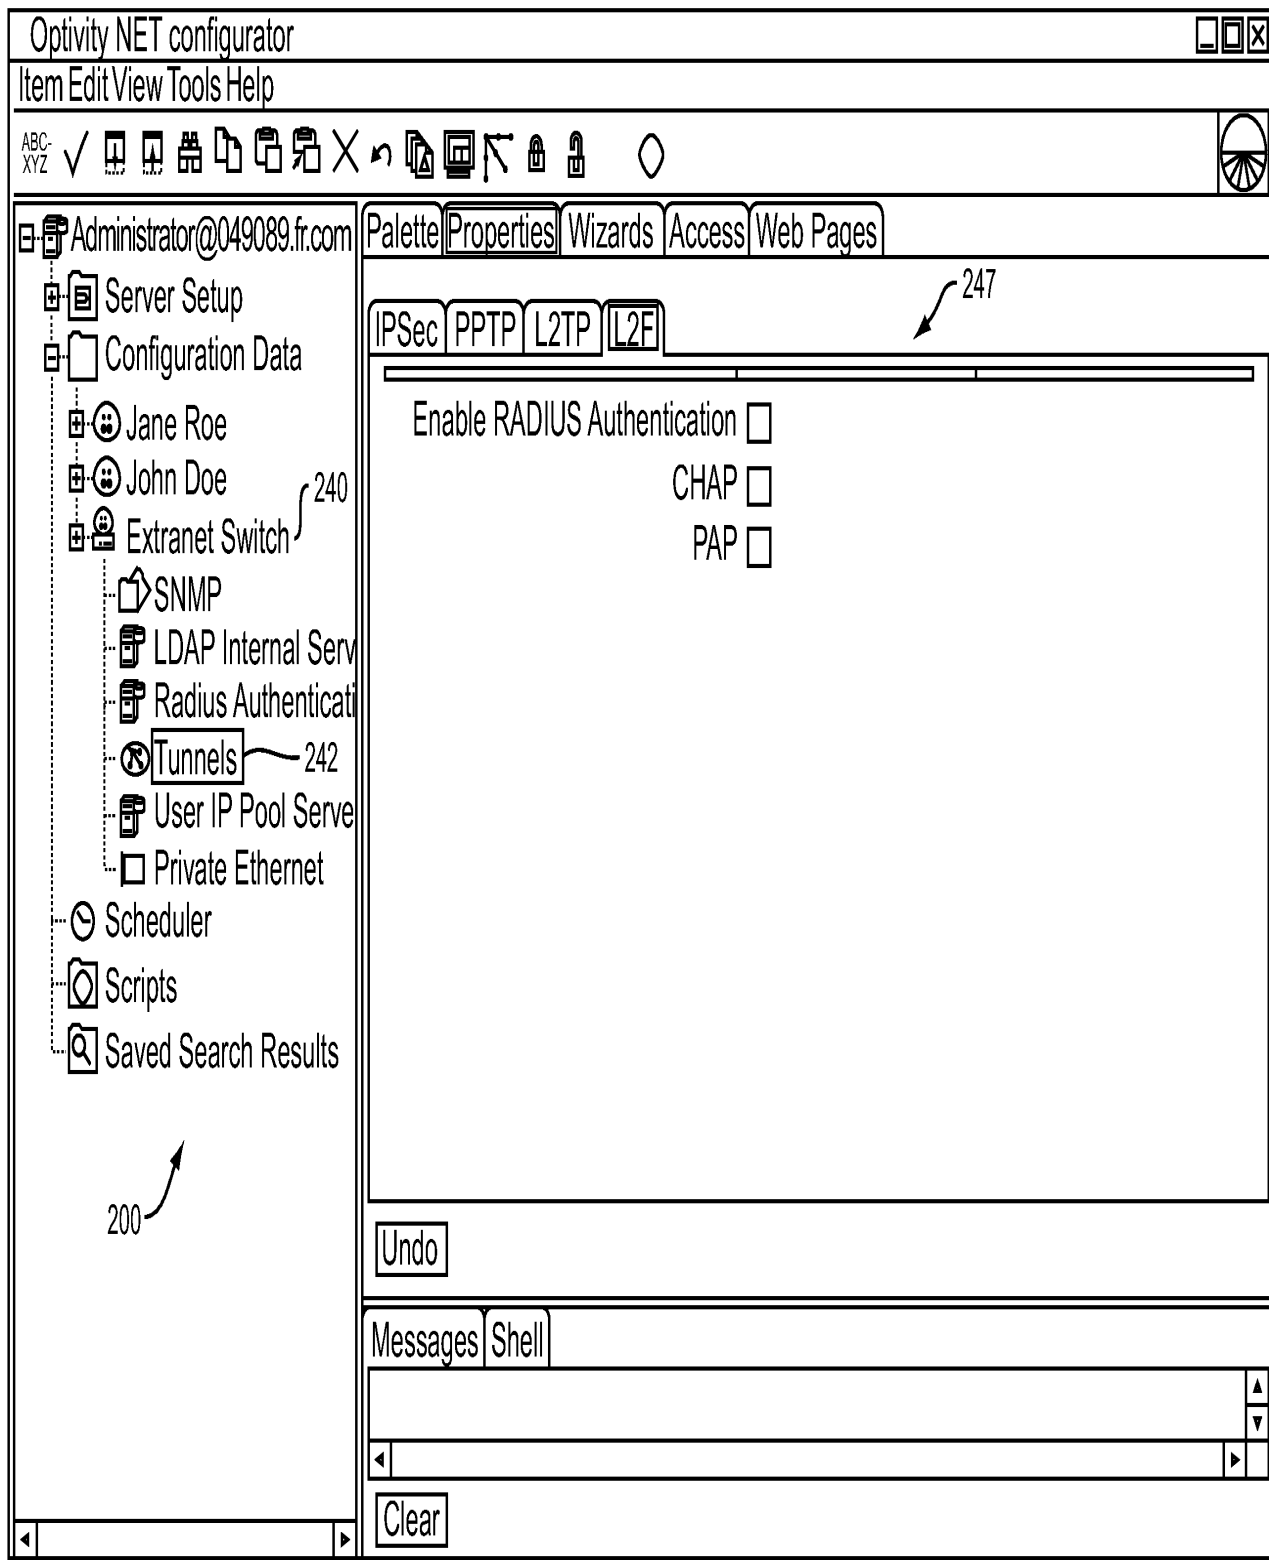 Optivity NET configurator
Item Edit View Tools Help
ABC-
XYZ
Administrator@049089.fr.com
Server Setup
Configuration Data
Jane Roe
John Doe
240
Extranet Switch
SNMP
LDAP Internal Serv
Radius Authenticati
Tunnels
242
User IP Pool Serve
Private Ethernet
Scheduler
Scripts
Saved Search Results
200
Palette Properties Wizards Access Web Pages
247
IPSec PPTP L2TP L2F
Enable RADIUS Authentication
CHAP
PAP
Undo
Messages Shell
Clear